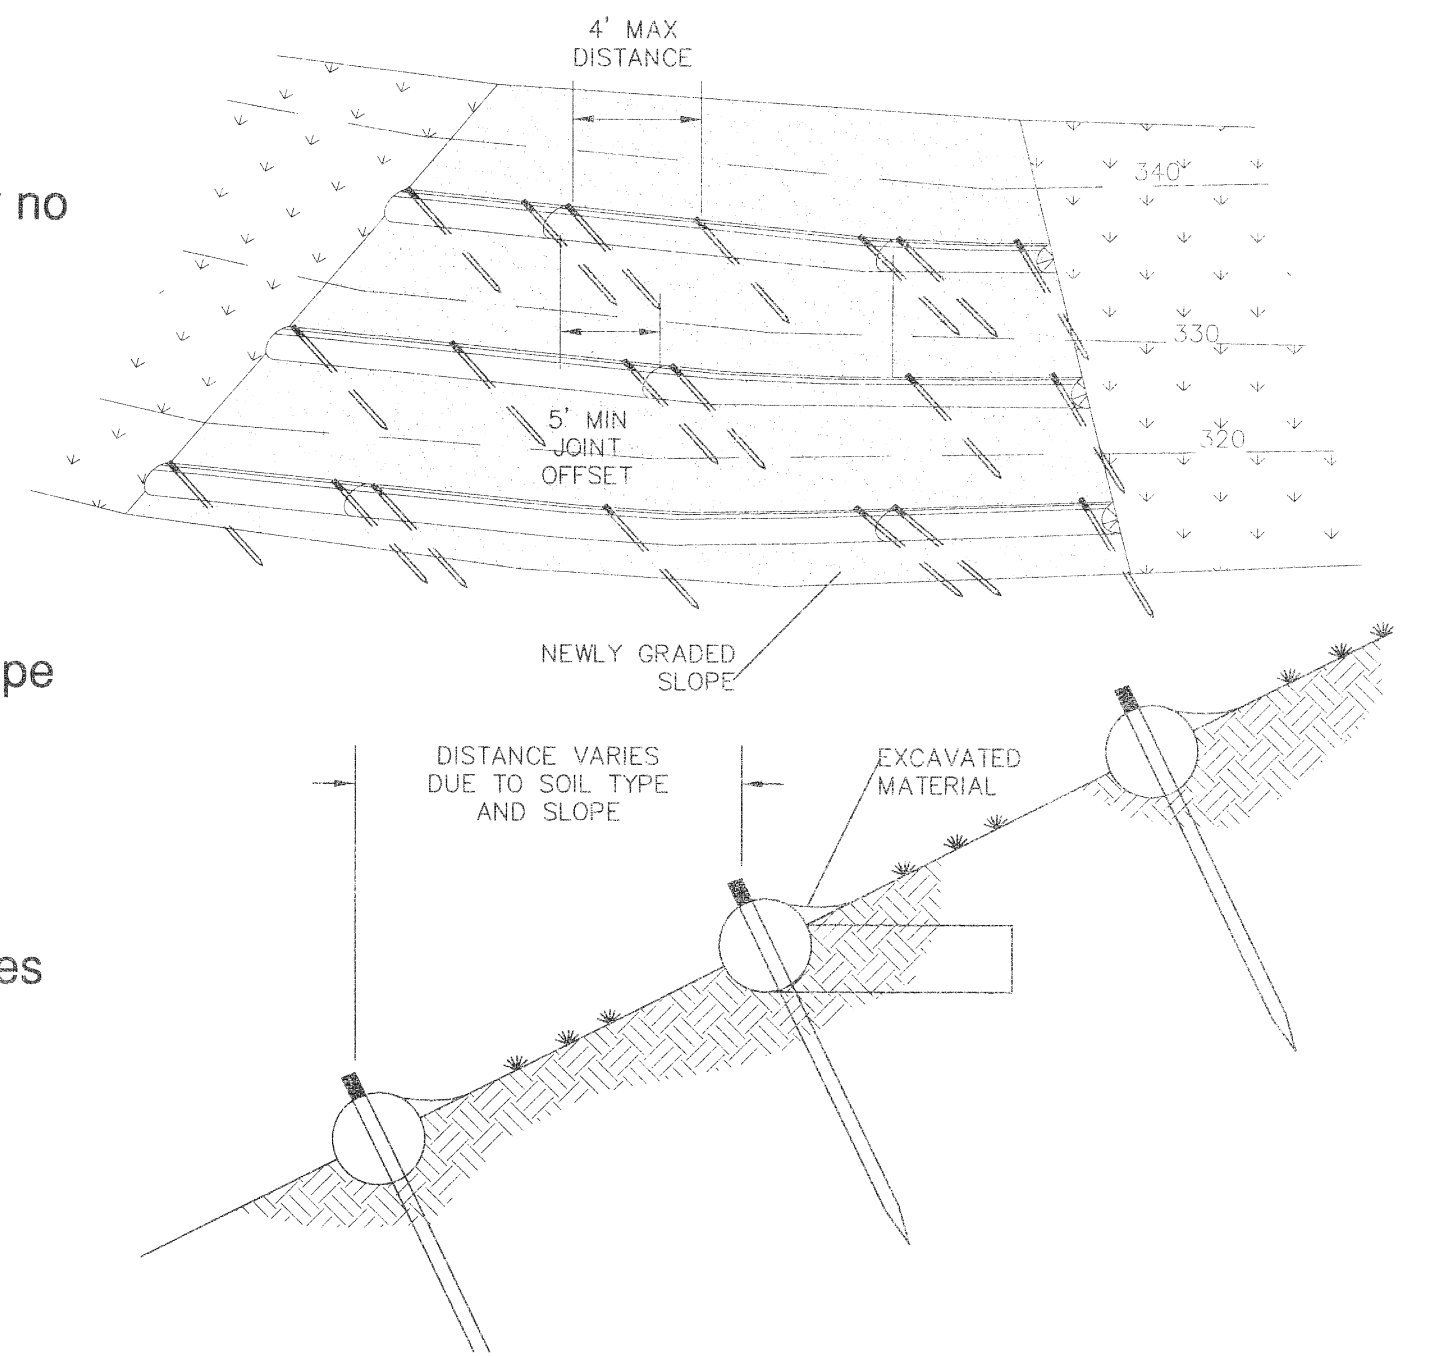 4' MAX
DISTANCE
no
340
330
5' MIN
JOINT
OFFSET
320
NEWLY GRADED
SLOPE
pe
DISTANCE VARIES
DUE TO SOIL TYPE
AND SLOPE
EXCAVATED
MATERIAL
es